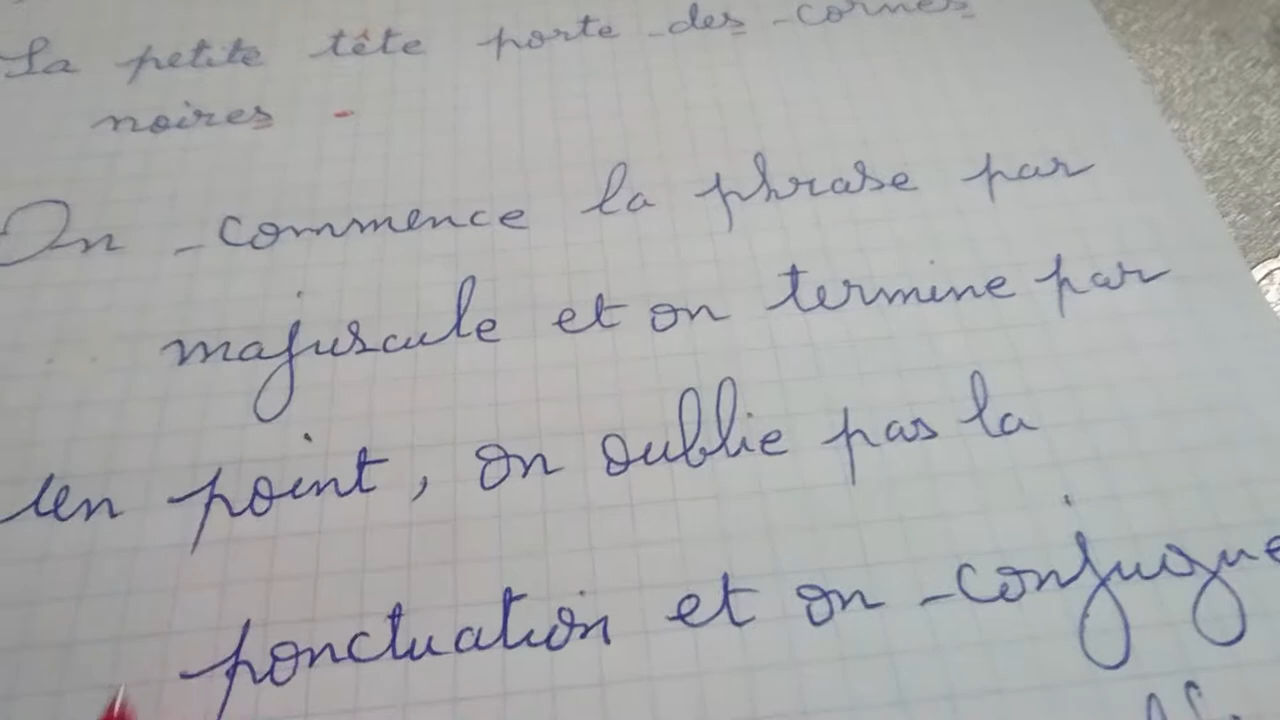 La petite tête porte des cornes
noires.
On commence la phrase par
majuscule et on termine par
un point, on oublie pas la
ponctuation et on conjugue